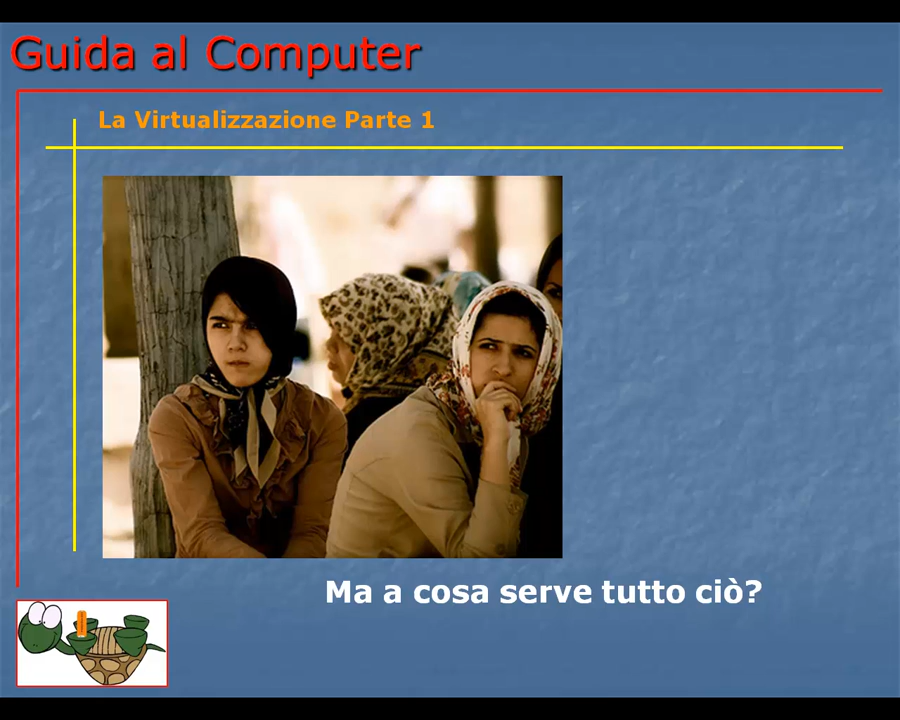 Guida al Computer
La Virtualizzazione Parte 1
Ma a cosa serve tutto ciò?